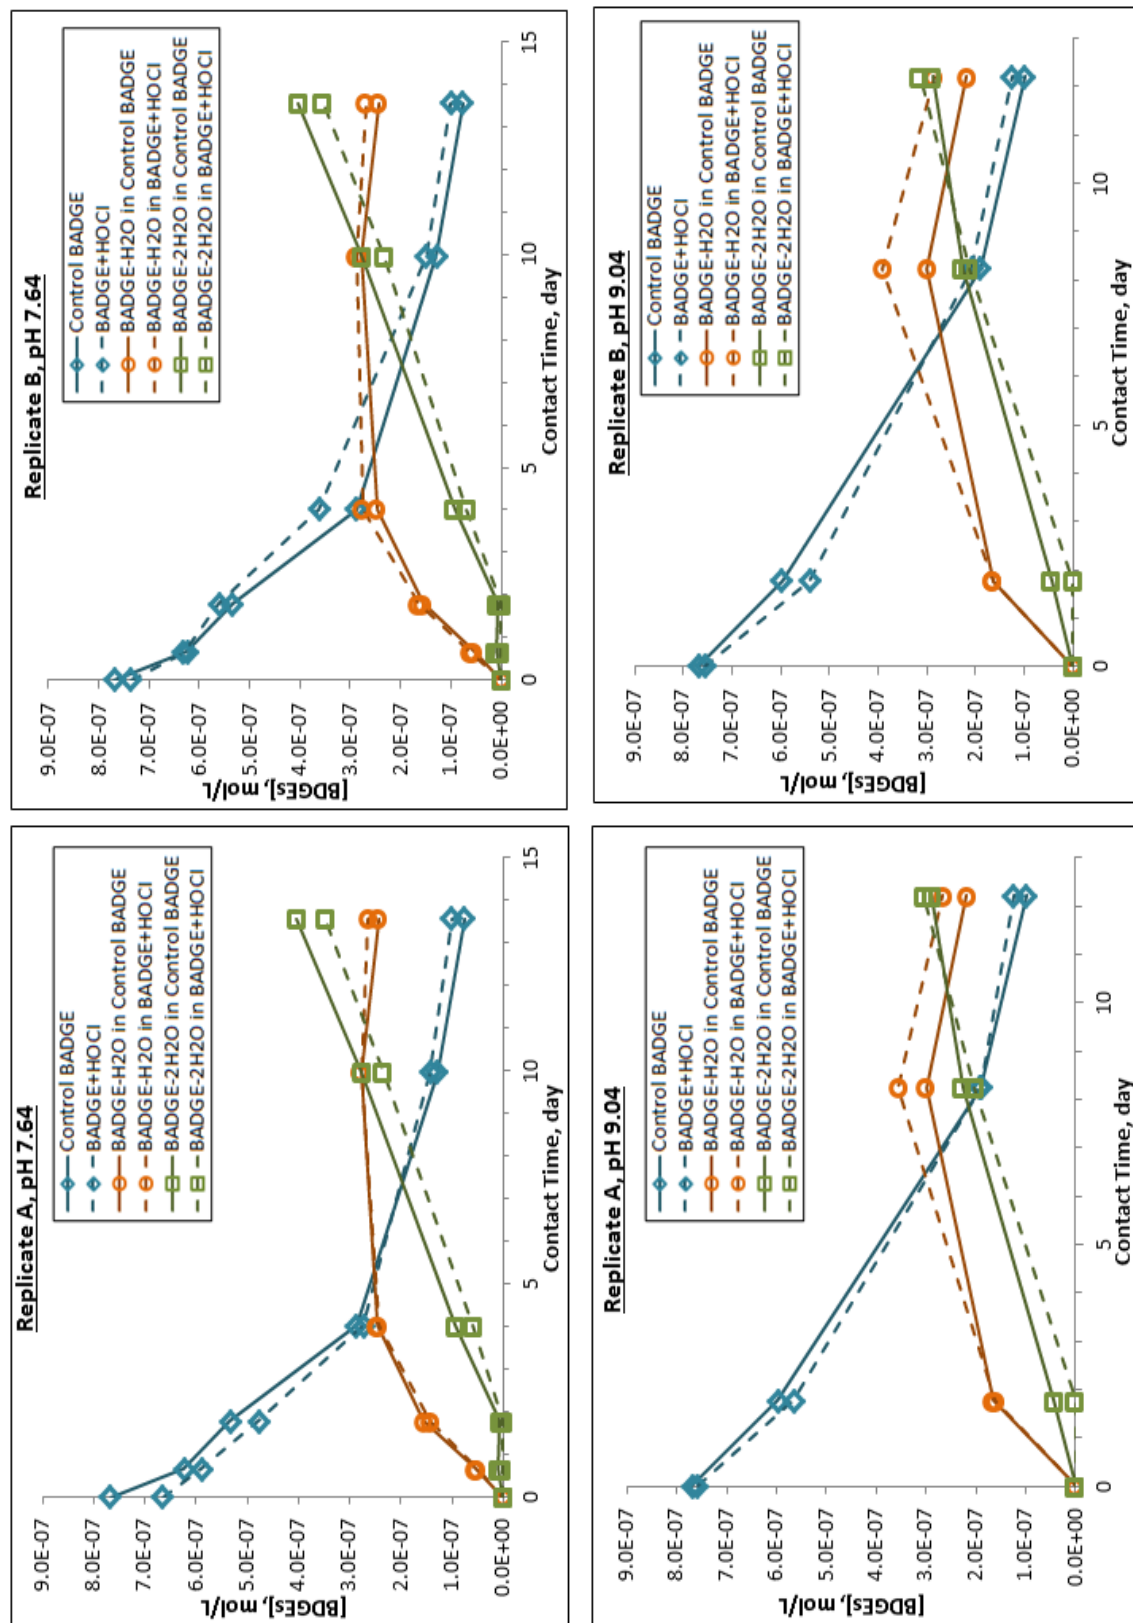 Replicate A, pH 7.64
9.0E-07
8.0E-07
7.0E-07
6.0E-07
5.0E-07
4.0E-07
3.0E-07
2.0E-07
1.0E-07
0.0E+00
[BDGEs], mol/L
Control BADGE
BADGE+HOCl
BADGE-H2O in Control BADGE
BADGE-H2O in BADGE+HOCl
BADGE-2H2O in Control BADGE
BADGE-2H2O in BADGE+HOCl
0 5 10 15
Contact Time, day
Replicate B, pH 7.64
9.0E-07
8.0E-07
7.0E-07
6.0E-07
5.0E-07
4.0E-07
3.0E-07
2.0E-07
1.0E-07
0.0E+00
[BDGEs], mol/L
Control BADGE
BADGE+HOCl
BADGE-H2O in Control BADGE
BADGE-H2O in BADGE+HOCl
BADGE-2H2O in Control BADGE
BADGE-2H2O in BADGE+HOCl
0 5 10 15
Contact Time, day
Replicate A, pH 9.04
9.0E-07
8.0E-07
7.0E-07
6.0E-07
5.0E-07
4.0E-07
3.0E-07
2.0E-07
1.0E-07
0.0E+00
[BDGEs], mol/L
Control BADGE
BADGE+HOCl
BADGE-H2O in Control BADGE
BADGE-H2O in BADGE+HOCl
BADGE-2H2O in Control BADGE
BADGE-2H2O in BADGE+HOCl
0 5 10
Contact Time, day
Replicate B, pH 9.04
9.0E-07
8.0E-07
7.0E-07
6.0E-07
5.0E-07
4.0E-07
3.0E-07
2.0E-07
1.0E-07
0.0E+00
[BDGEs], mol/L
Control BADGE
BADGE+HOCl
BADGE-H2O in Control BADGE
BADGE-H2O in BADGE+HOCl
BADGE-2H2O in Control BADGE
BADGE-2H2O in BADGE+HOCl
0 5 10
Contact Time, day